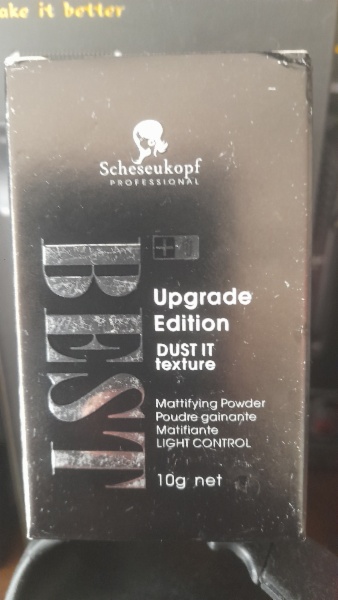 ake it better
Scheseukopf
PROFESSIONAL
BEST
Upgrade
Edition
DUST IT
texture
Mattifying Powder
Poudre gainante
Matifiante
LIGHT CONTROL
10g net